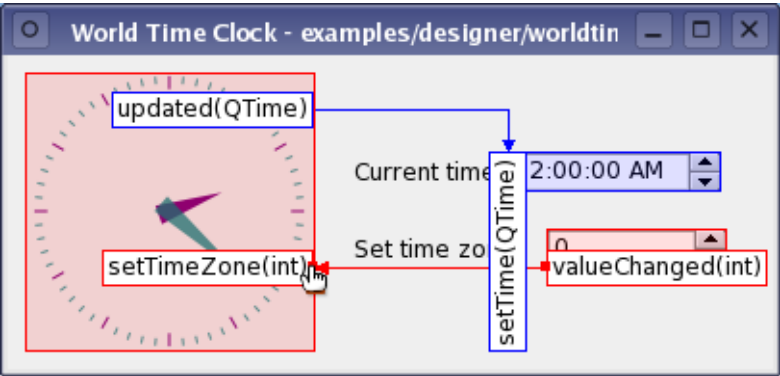 World Time Clock - examples/designer/worldtin
updated(QTime)
Current time
2:00:00 AM
setTime(QTime)
Set time zo
0
setTimeZone(int)
valueChanged(int)